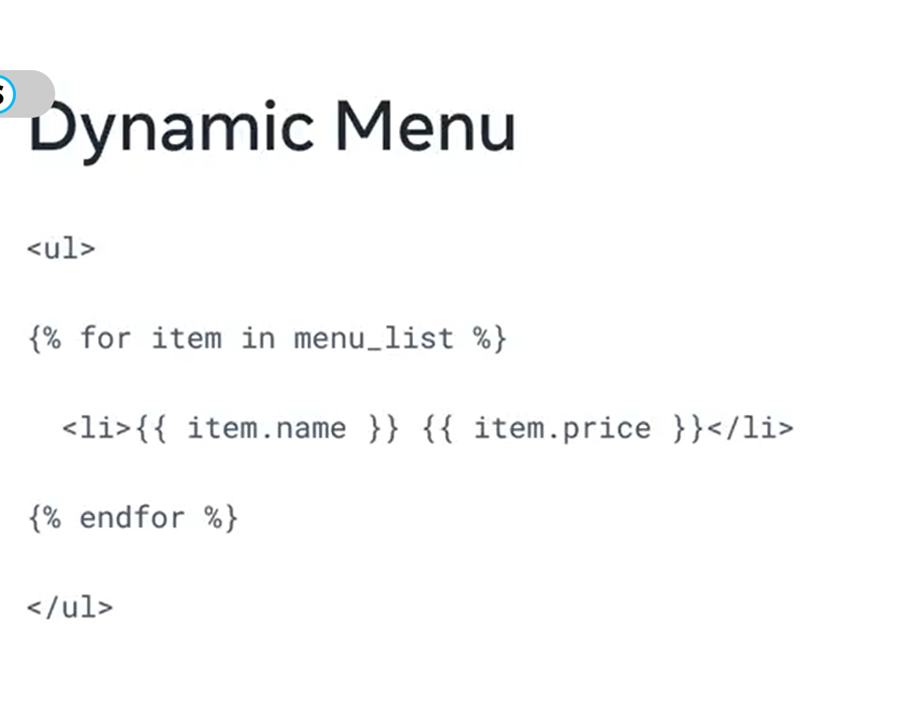 Dynamic Menu
<ul>
{% for item in menu_list %}
  <li>{{ item.name }} {{ item.price }}</li>
{% endfor %}
</ul>